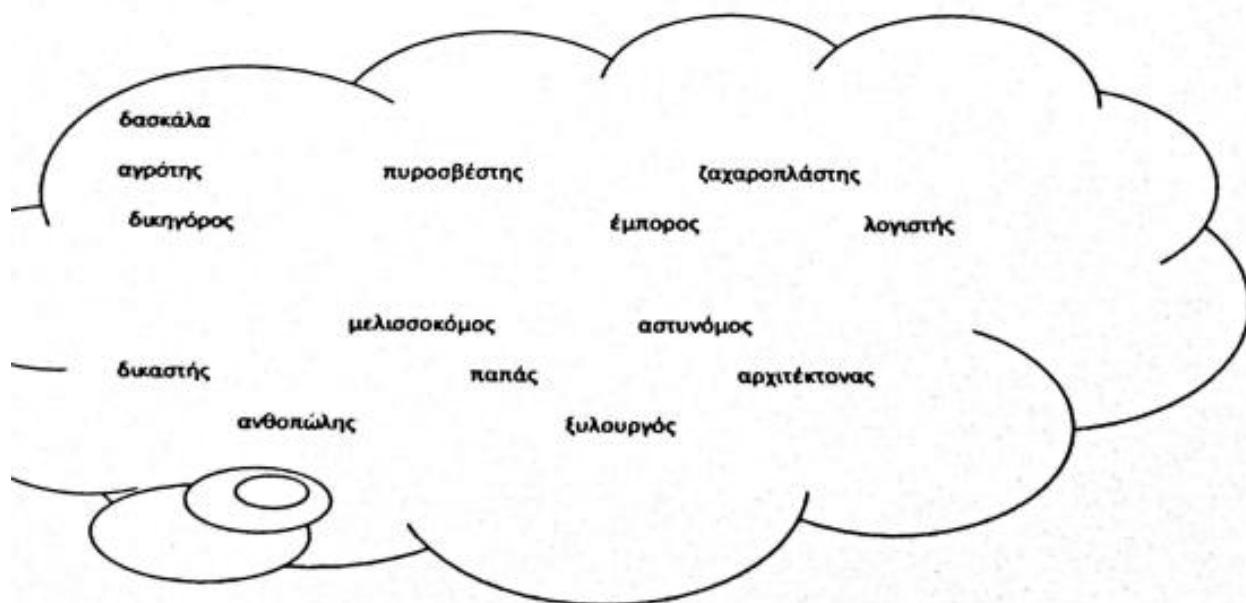 δασκάλα
αγρότης πυροσβέστης ζαχαροπλάστης
δικηγόρος έμπορος λογιστής
μελισσοκόμος αστυνόμος
δικαστής παπάς αρχιτέκτονας
ανθοπώλης ξυλουργός